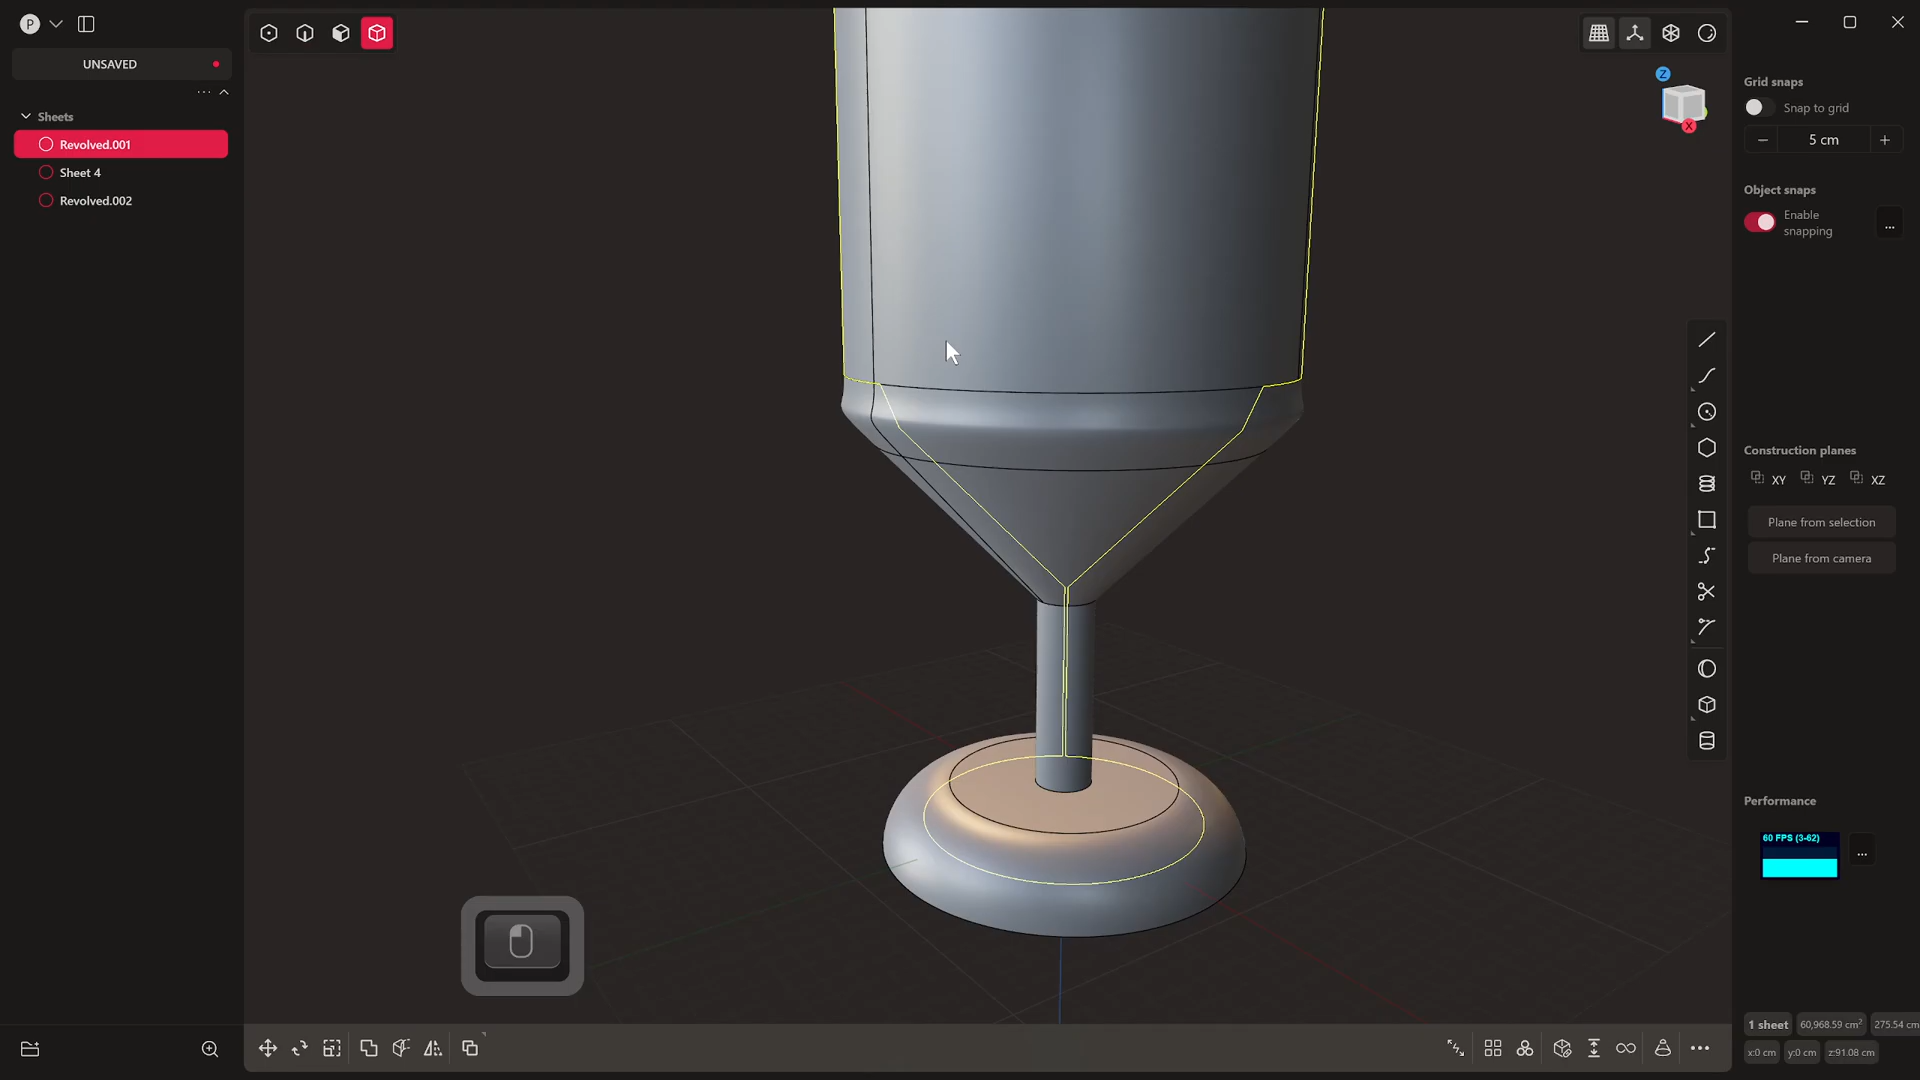 P
UNSAVED
Sheets
Revolved.001
Sheet 4
Revolved.002
Z
X
Grid snaps
Snap to grid
5 cm
Object snaps
Enable
snapping
Construction planes
XY YZ XZ
Plane from selection
Plane from camera
Performance
60 FPS (3-62)
1 sheet 60,968.59 cm² 275.54 cm
x:0 cm y:0 cm z:91.08 cm